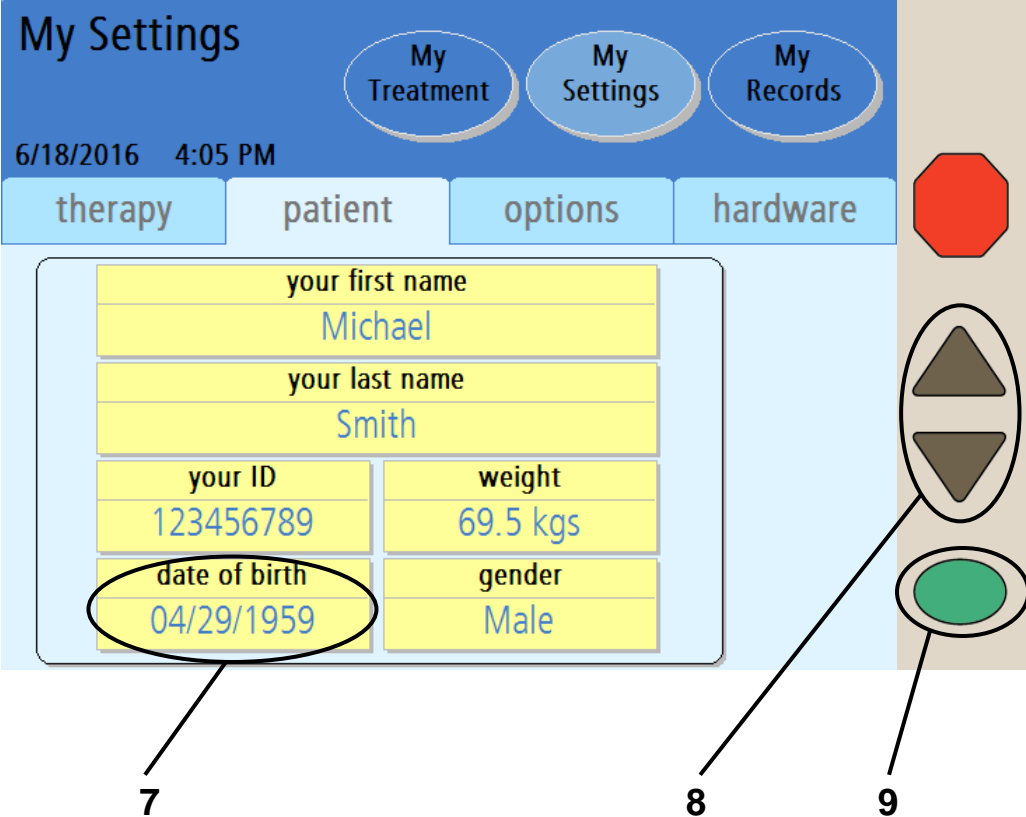 My Settings
My Treatment
My Settings
My Records
6/18/2016 4:05 PM
therapy patient options hardware
your first name
Michael
your last name
Smith
your ID weight
123456789 69.5 kgs
date of birth gender
04/29/1959 Male
7 8 9